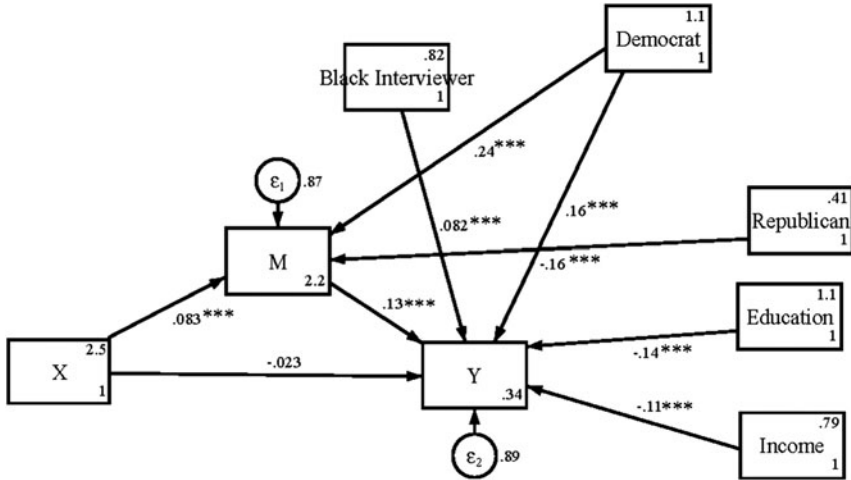 1.1
Democrat
1
.82
Black Interviewer
1
.24***
ε1
.87
.082***
.16***
.41
Republican
1
M
2.2
-.16***
1.1
Education
1
.083***
.13***
2.5
X
1
-.023
Y
.34
-.14***
-.11***
.79
Income
1
ε2
.89